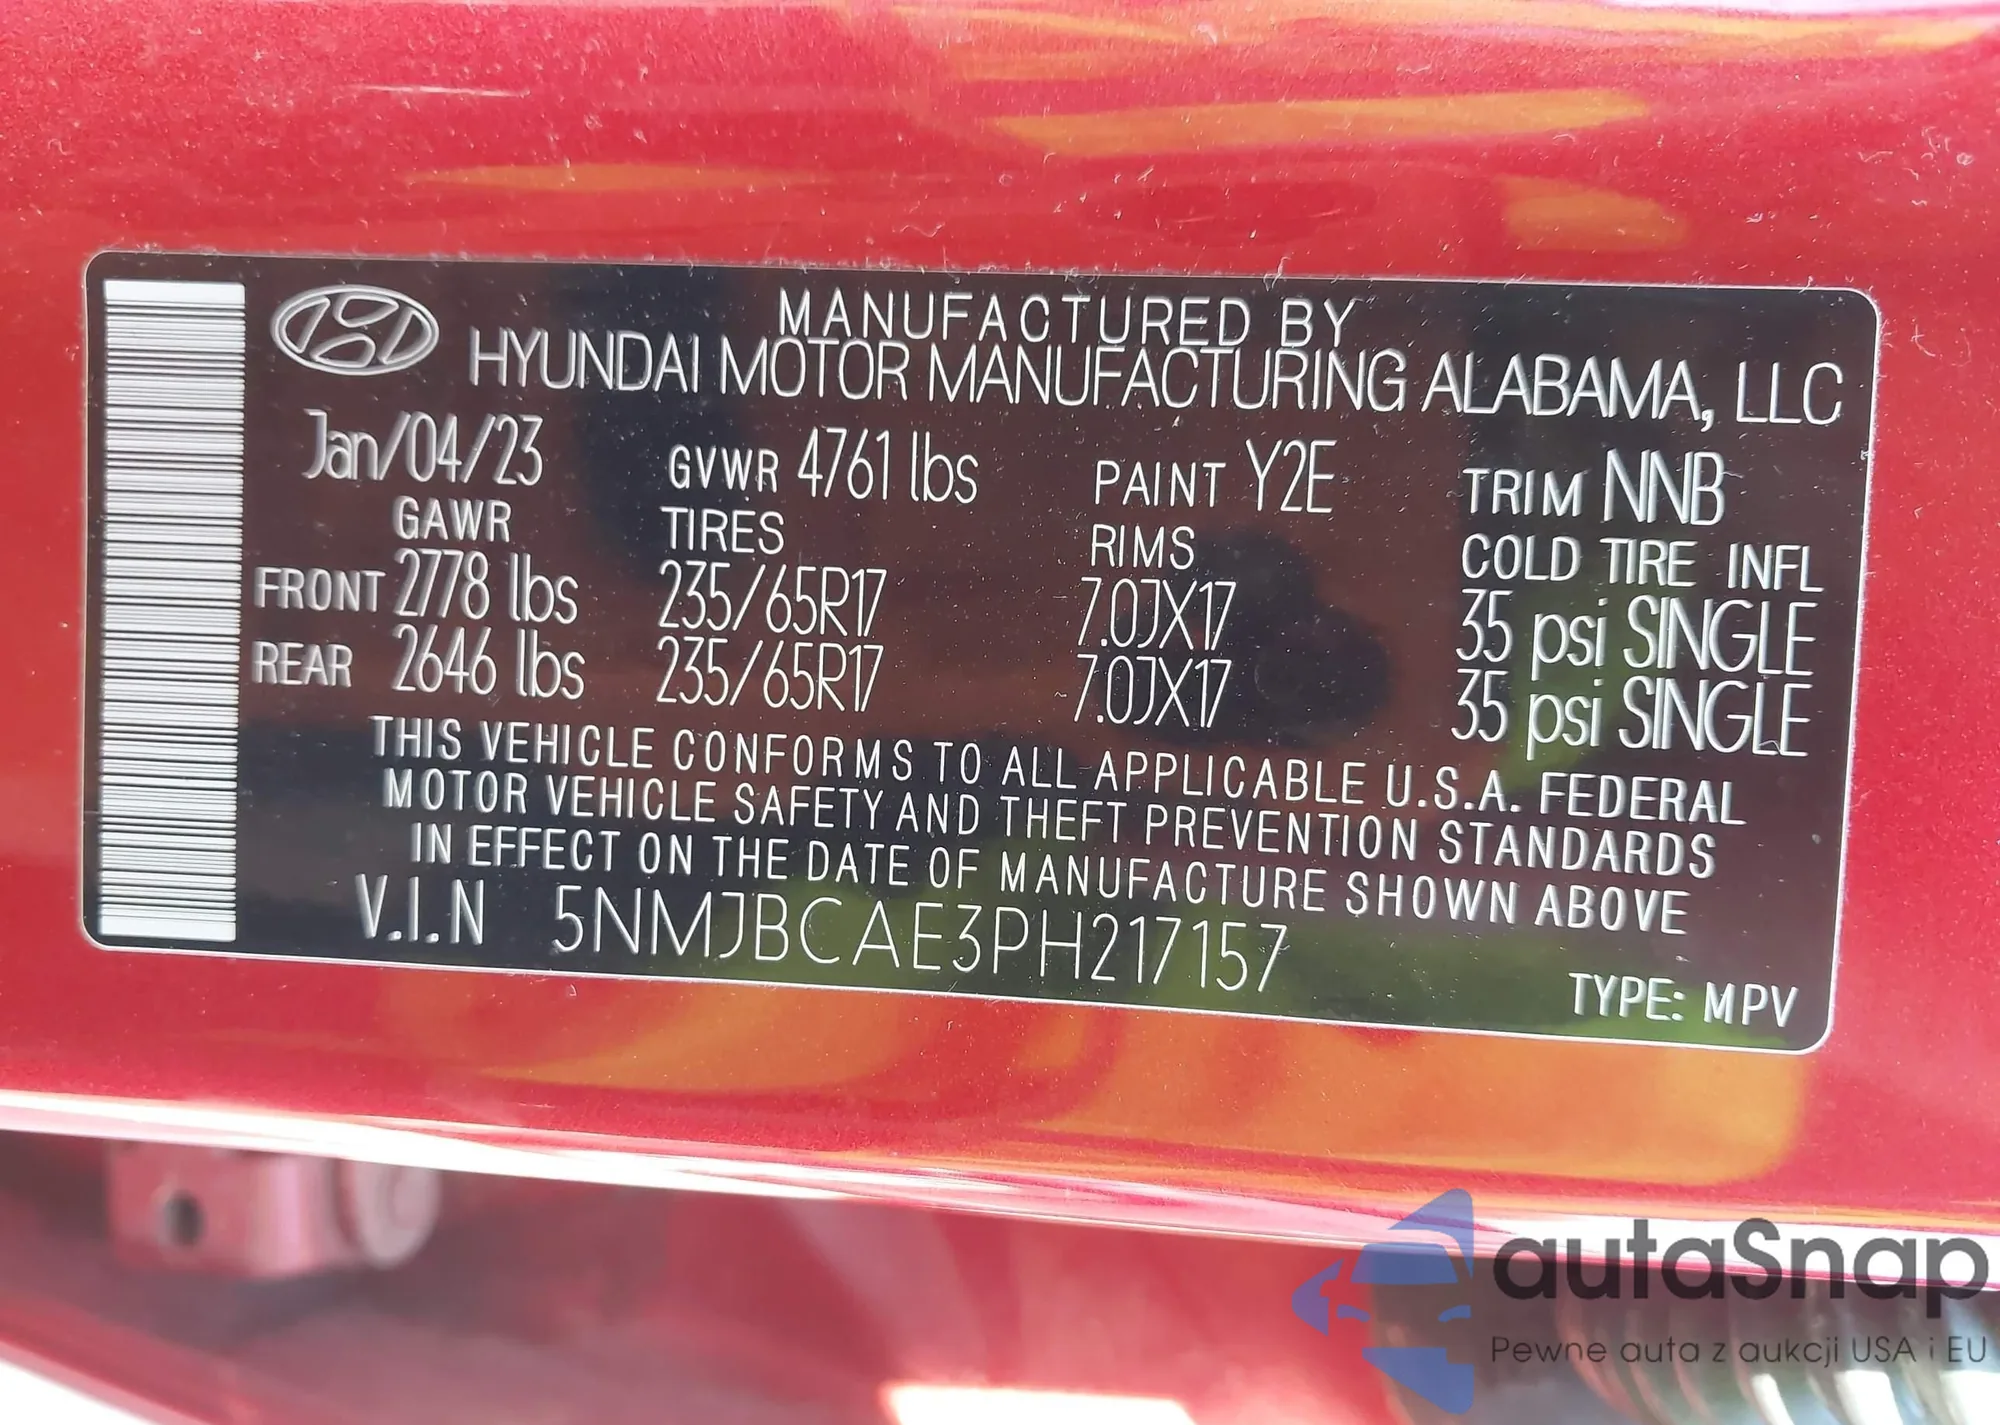 MANUFACTURED BY
HYUNDAI MOTOR MANUFACTURING ALABAMA, LLC
Jan/04/23 GVWR 4761 lbs PAINT Y2E TRIM NNB
GAWR TIRES RIMS COLD TIRE INFL
FRONT 2778 lbs 235/65R17 7.0JX17 35 psi SINGLE
REAR 2646 lbs 235/65R17 7.0JX17 35 psi SINGLE
THIS VEHICLE CONFORMS TO ALL APPLICABLE U.S.A. FEDERAL
MOTOR VEHICLE SAFETY AND THEFT PREVENTION STANDARDS
IN EFFECT ON THE DATE OF MANUFACTURE SHOWN ABOVE
V.I.N 5NMJBCAE3PH217157
TYPE: MPV
autaSnap
Pewne auta z aukcji USA i EU